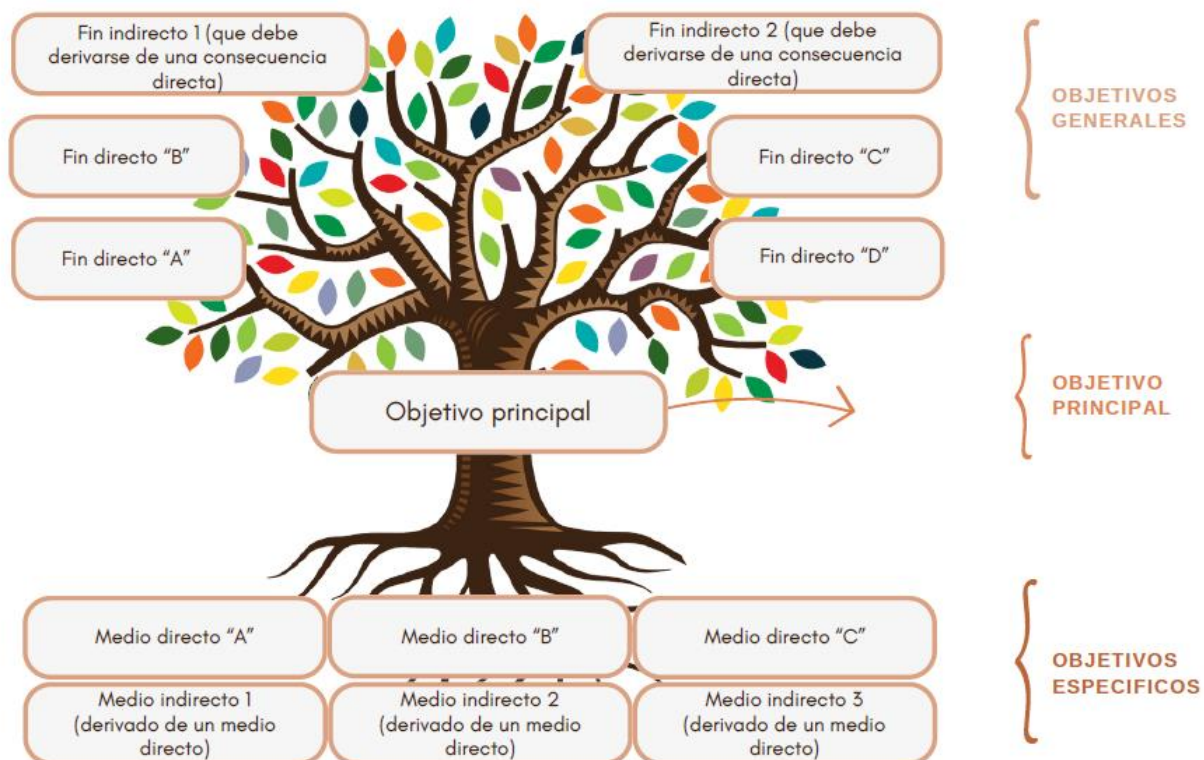 Fin indirecto 1 (que debe
derivarse de una consecuencia
directa)
Fin indirecto 2 (que debe
derivarse de una consecuencia
directa)
OBJETIVOS
GENERALES
Fin directo “B”
Fin directo “C”
Fin directo “A”
Fin directo “D”
Objetivo principal
OBJETIVO
PRINCIPAL
Medio directo “A”
Medio directo “B”
Medio directo “C”
OBJETIVOS
ESPECIFICOS
Medio indirecto 1
(derivado de un medio
directo)
Medio indirecto 2
(derivado de un medio
directo)
Medio indirecto 3
(derivado de un medio
directo)